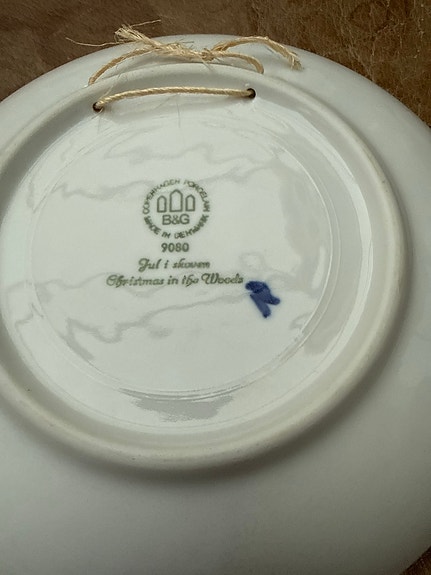 COPENHAGEN PORCELAIN
B&G
MADE IN DENMARK
9080
Jul i skoven
Christmas in the Woods